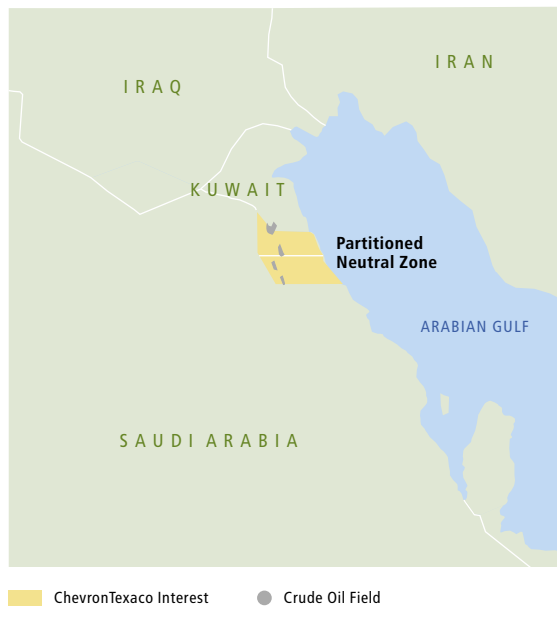 IRAN
IRAQ
KUWAIT
Partitioned
Neutral Zone
ARABIAN GULF
SAUDI ARABIA
ChevronTexaco Interest
Crude Oil Field